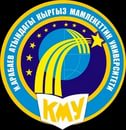 И. АРАБАЕВ АТЫНДАГЫ КЫРГЫЗ МАМЛЕКЕТТИК УНИВЕРСИТЕТИ
КМУ